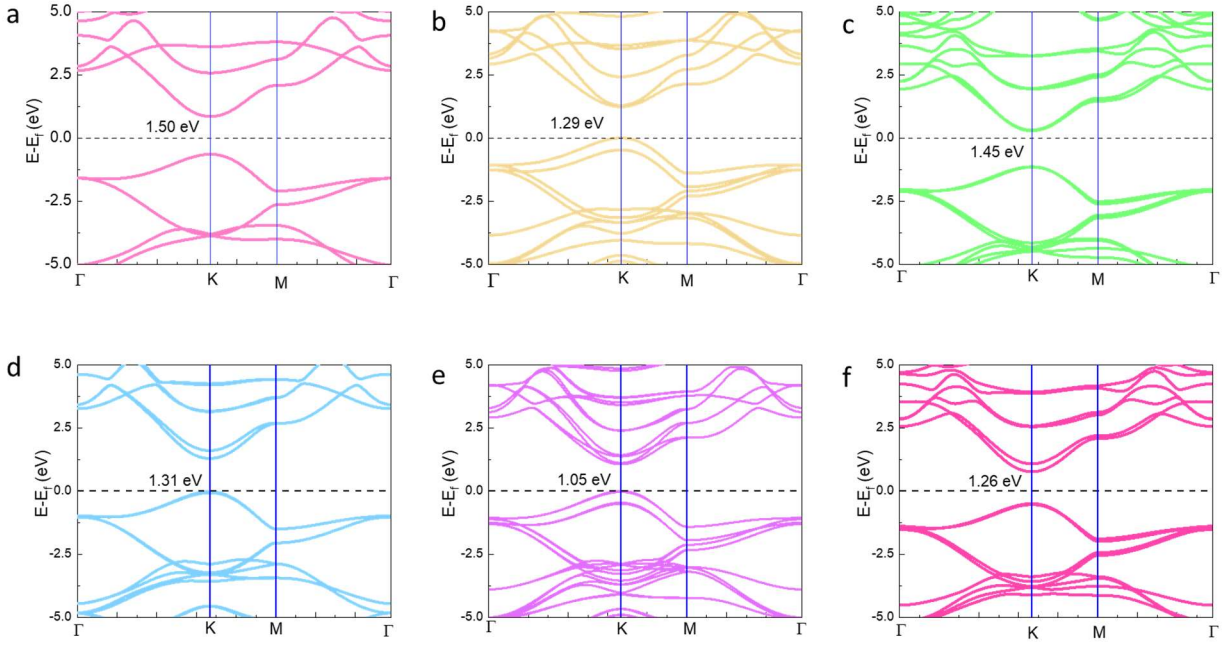 a
b
c
5.0
2.5
0.0
-2.5
-5.0
E-E_f (eV)
1.50 eV
Γ
K
M
Γ
5.0
2.5
0.0
-2.5
-5.0
E-E_f (eV)
1.29 eV
Γ
K
M
Γ
5.0
2.5
0.0
-2.5
-5.0
E-E_f (eV)
1.45 eV
Γ
K
M
Γ
d
e
f
5.0
2.5
0.0
-2.5
-5.0
E-E_f (eV)
1.31 eV
Γ
K
M
Γ
5.0
2.5
0.0
-2.5
-5.0
E-E_f (eV)
1.05 eV
Γ
K
M
Γ
5.0
2.5
0.0
-2.5
-5.0
E-E_f (eV)
1.26 eV
Γ
K
M
Γ